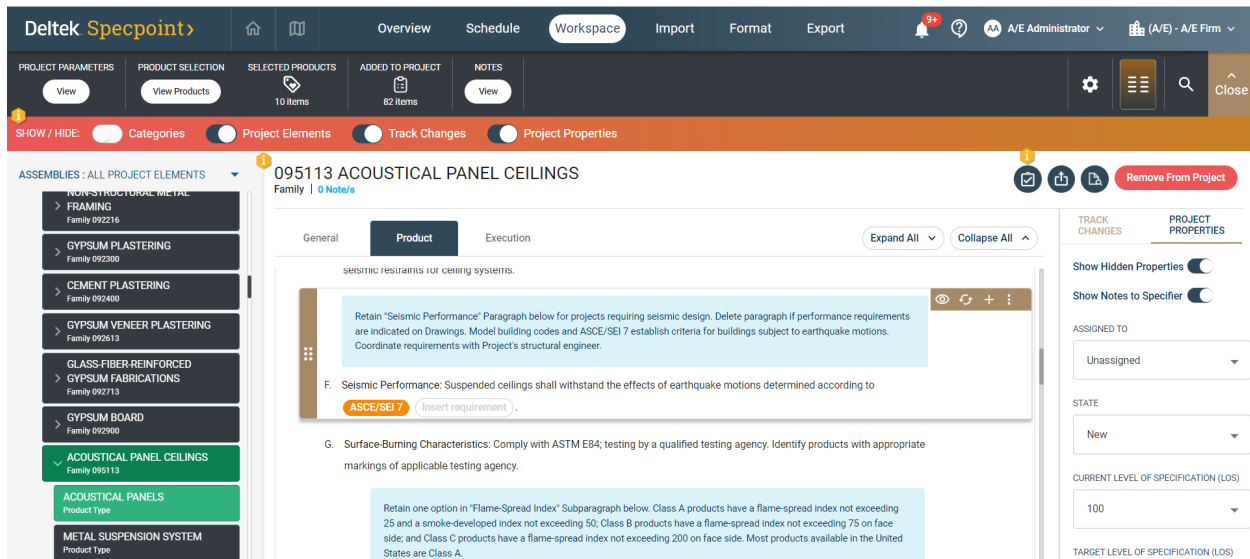 Deltek. Specpoint
Overview
Schedule
Workspace
Import
Format
Export
9+
AA
A/E Administrator
(A/E) - A/E Firm
PROJECT PARAMETERS
View
PRODUCT SELECTION
View Products
SELECTED PRODUCTS
10 items
ADDED TO PROJECT
82 items
NOTES
View
Close
SHOW / HIDE:
Categories
Project Elements
Track Changes
Project Properties
ASSEMBLIES : ALL PROJECT ELEMENTS
NON-STRUCTURAL METAL
FRAMING
Family 092216
GYPSUM PLASTERING
Family 092300
CEMENT PLASTERING
Family 092400
GYPSUM VENEER PLASTERING
Family 092613
GLASS-FIBER-REINFORCED
GYPSUM FABRICATIONS
Family 092713
GYPSUM BOARD
Family 092900
ACOUSTICAL PANEL CEILINGS
Family 095113
ACOUSTICAL PANELS
Product Type
METAL SUSPENSION SYSTEM
Product Type
095113 ACOUSTICAL PANEL CEILINGS
Family | 0 Note/s
Remove From Project
General
Product
Execution
Expand All
Collapse All
seismic restraints for ceiling systems.
Retain "Seismic Performance" Paragraph below for projects requiring seismic design. Delete paragraph if performance requirements
are indicated on Drawings. Model building codes and ASCE/SEI 7 establish criteria for buildings subject to earthquake motions.
Coordinate requirements with Project's structural engineer.
F. Seismic Performance: Suspended ceilings shall withstand the effects of earthquake motions determined according to
ASCE/SEI 7 Insert requirement .
G. Surface-Burning Characteristics: Comply with ASTM E84; testing by a qualified testing agency. Identify products with appropriate
markings of applicable testing agency.
Retain one option in "Flame-Spread Index" Subparagraph below. Class A products have a flame-spread index not exceeding
25 and a smoke-developed index not exceeding 50; Class B products have a flame-spread index not exceeding 75 on face
side; and Class C products have a flame-spread index not exceeding 200 on face side. Most products available in the United
States are Class A.
TRACK
CHANGES
PROJECT
PROPERTIES
Show Hidden Properties
Show Notes to Specifier
ASSIGNED TO
Unassigned
STATE
New
CURRENT LEVEL OF SPECIFICATION (LOS)
100
TARGET LEVEL OF SPECIFICATION (LOS)